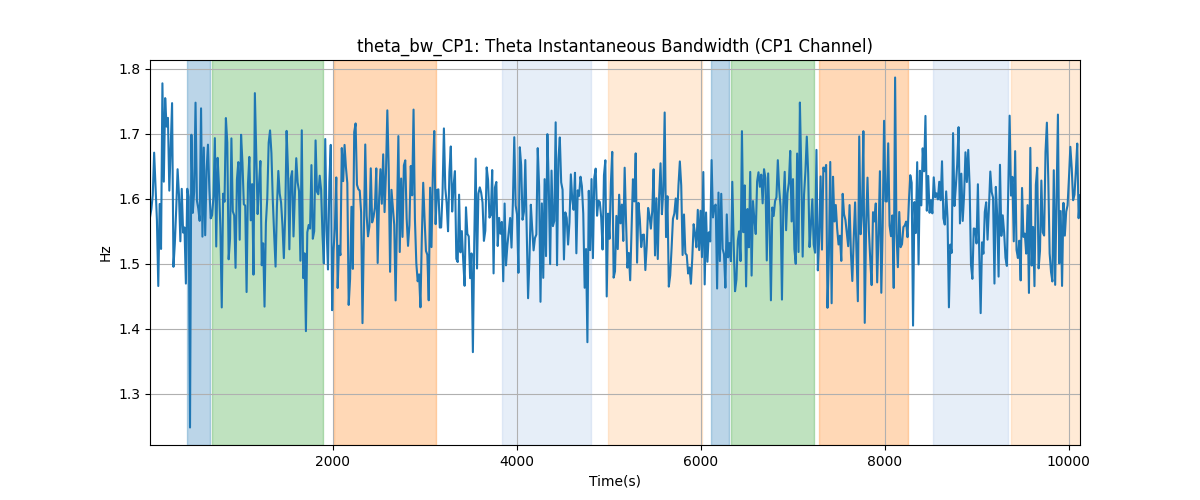 theta_bw_CP1: Theta Instantaneous Bandwidth (CP1 Channel)
1.8
1.7
1.6
1.5
1.4
1.3
Hz
2000 4000 6000 8000 10000
Time(s)